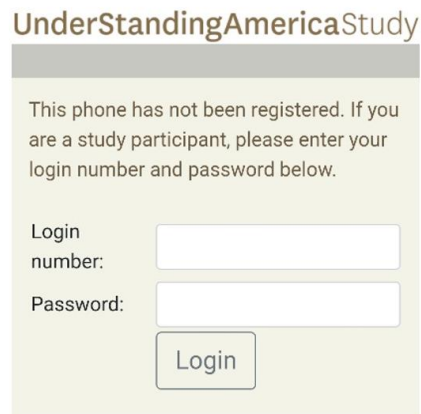 UnderStandingAmericaStudy
This phone has not been registered. If you
are a study participant, please enter your
login number and password below.
Login
number:
Password:
Login